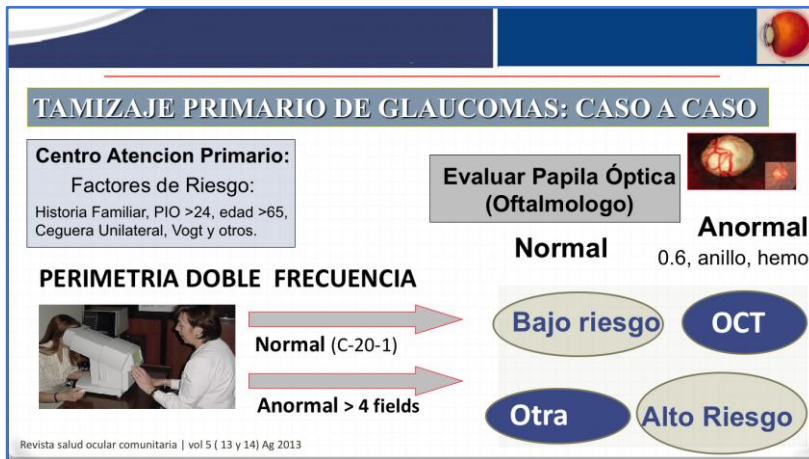 TAMIZAJE PRIMARIO DE GLAUCOMAS: CASO A CASO
Centro Atencion Primario:
Factores de Riesgo:
Historia Familiar, PIO >24, edad >65,
Ceguera Unilateral, Vogt y otros.
Evaluar Papila Óptica
(Oftalmologo)
Normal
Anormal
0.6, anillo, hemo
PERIMETRIA DOBLE FRECUENCIA
Normal (C-20-1)
Bajo riesgo
OCT
Anormal > 4 fields
Otra
Alto Riesgo
Revista salud ocular comunitaria | vol 5 ( 13 y 14) Ag 2013